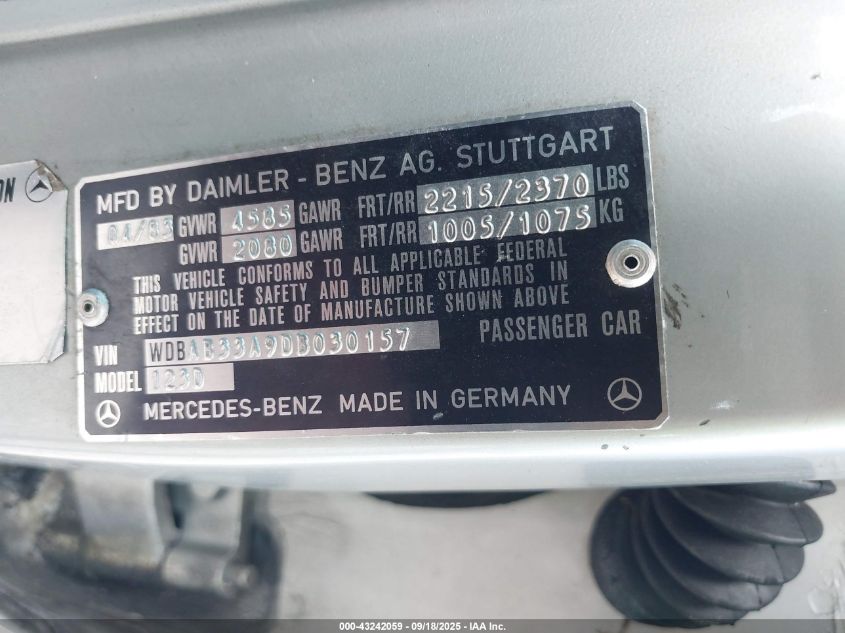 ON
MFD BY DAIMLER - BENZ AG. STUTTGART
04/83 GVWR 4585 GAWR FRT/RR 2215/2370 LBS
GVWR 2080 GAWR FRT/RR 1005/1075 KG
THIS VEHICLE CONFORMS TO ALL APPLICABLE FEDERAL
MOTOR VEHICLE SAFETY AND BUMPER STANDARDS IN
EFFECT ON THE DATE OF MANUFACTURE SHOWN ABOVE
VIN WDBAB33A9DB030157 PASSENGER CAR
MODEL 123D
MERCEDES-BENZ MADE IN GERMANY
000-43242059 - 09/18/2025 - IAA Inc.